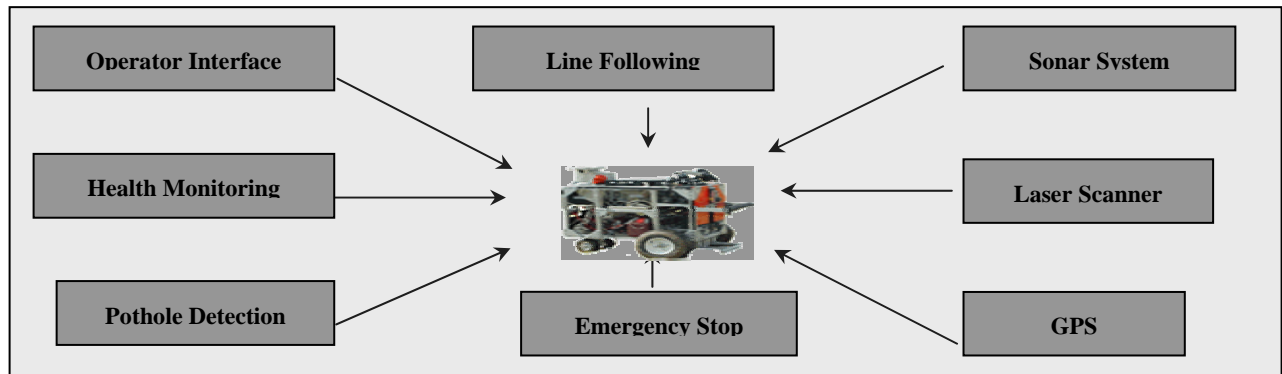 Operator Interface
Line Following
Sonar System
Health Monitoring
Laser Scanner
Pothole Detection
Emergency Stop
GPS